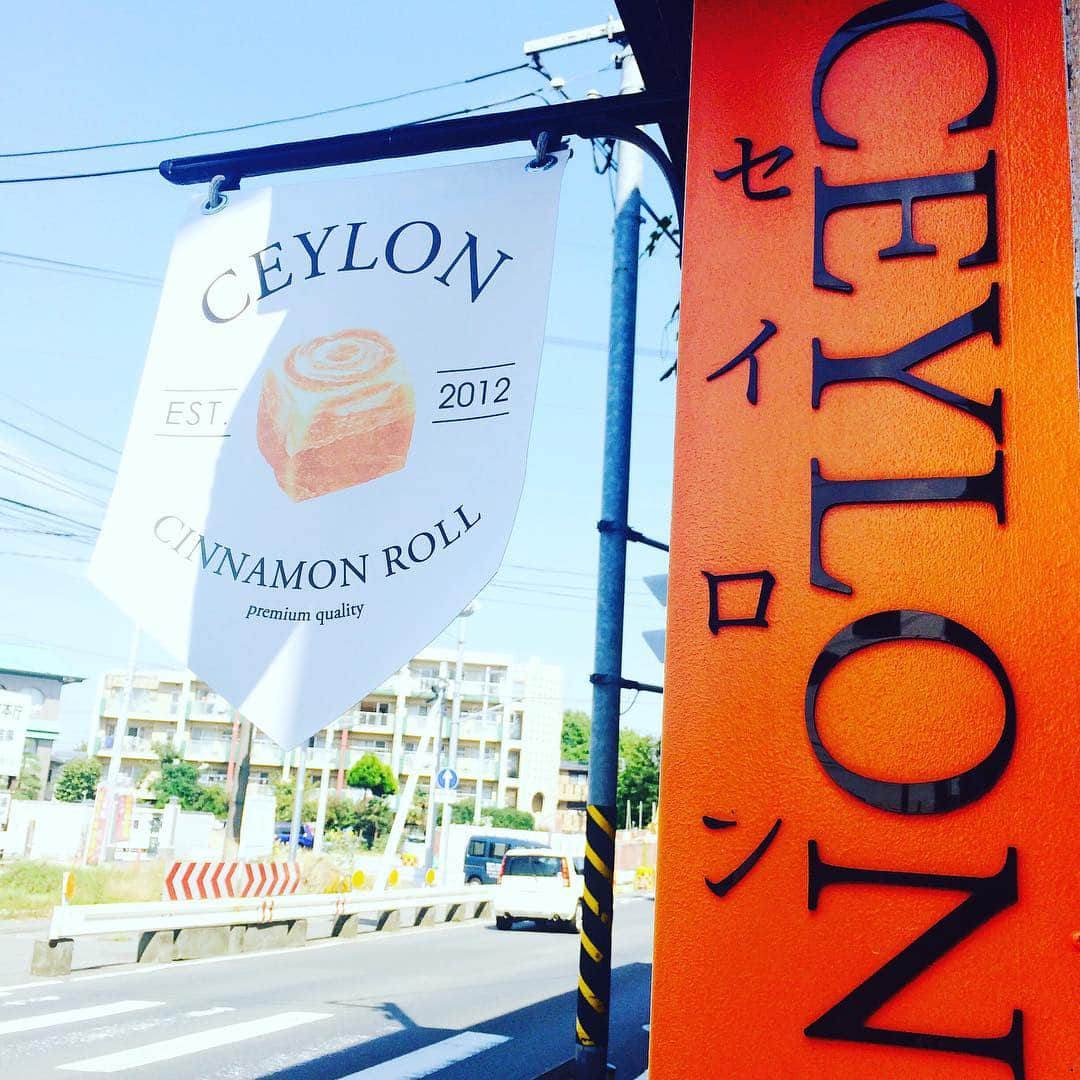 CEYLON
EST.
2012
CINNAMON ROLL
premium quality
セイロン
CEYLON